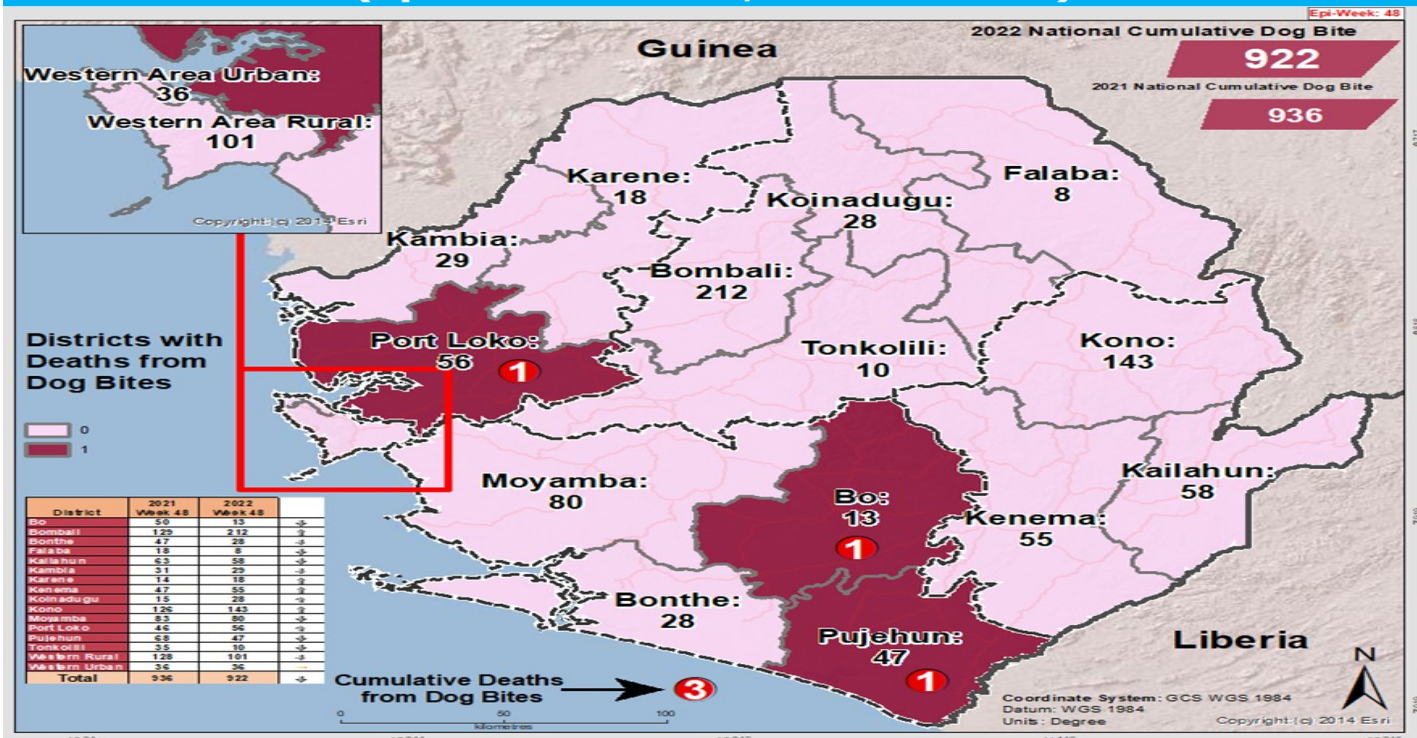 Epi-Week: 48
2022 National Cumulative Dog Bite
922
2021 National Cumulative Dog Bite
936
Guinea
Western Area Urban:
36
Western Area Rural:
101
Copyright:(c) 2014 Esri
Karene:
18
Koinadugu:
28
Falaba:
8
Kambia:
29
Bombali:
212
Port Loko:
56
1
Tonkolili:
10
Kono:
143
Districts with
Deaths from
Dog Bites
0
1
Moyamba:
80
Bo:
13
1
Kenema:
55
Kailahun:
58
Bonthe:
28
Pujehun:
47
1
Liberia
N
District 2021 Week 48 2022 Week 48
Bo 50 13
Bombali 129 212
Bonthe 47 28
Falaba 18 8
Kailahun 63 58
Kambia 31 29
Karene 14 18
Kenema 47 55
Koinadugu 15 28
Kono 126 143
Moyamba 83 80
Port Loko 46 56
Pujehun 68 47
Tonkolili 35 10
Western Rural 128 101
Western Urban 36 36
Total 936 922
Cumulative Deaths
from Dog Bites
3
0 50 100
kilometres
Coordinate System: GCS WGS 1984
Datum: WGS 1984
Units: Degree
Copyright:(c) 2014 Esri